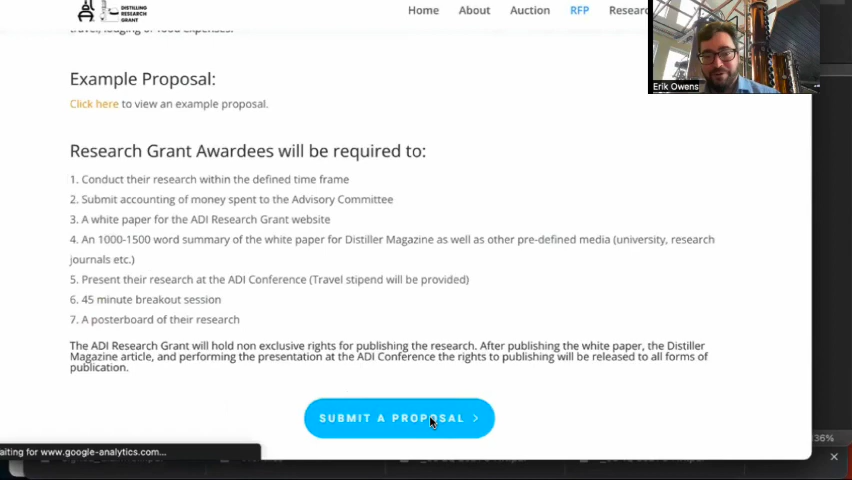 DISTILLING
RESEARCH
GRANT
Home About Auction RFP Resear
Erik Owens
Example Proposal:
Click here to view an example proposal.
Research Grant Awardees will be required to:
1. Conduct their research within the defined time frame
2. Submit accounting of money spent to the Advisory Committee
3. A white paper for the ADI Research Grant website
4. An 1000-1500 word summary of the white paper for Distiller Magazine as well as other pre-defined media (university, research
journals etc.)
5. Present their research at the ADI Conference (Travel stipend will be provided)
6. 45 minute breakout session
7. A posterboard of their research
The ADI Research Grant will hold non exclusive rights for publishing the research. After publishing the white paper, the Distiller
Magazine article, and performing the presentation at the ADI Conference the rights to publishing will be released to all forms of
publication.
SUBMIT A PROPOSAL >
36%
aiting for www.google-analytics.com...